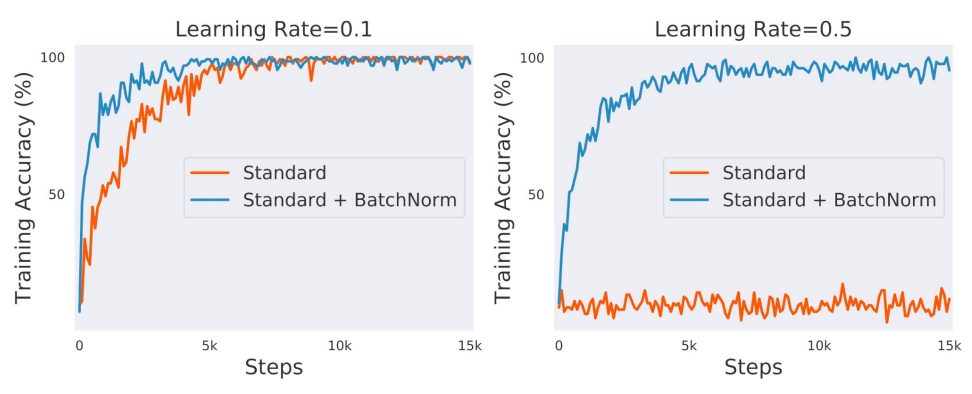 Learning Rate=0.1
Training Accuracy (%)
100
50
Standard
Standard + BatchNorm
0
5k
10k
15k
Steps
Learning Rate=0.5
Training Accuracy (%)
100
50
Standard
Standard + BatchNorm
0
5k
10k
15k
Steps